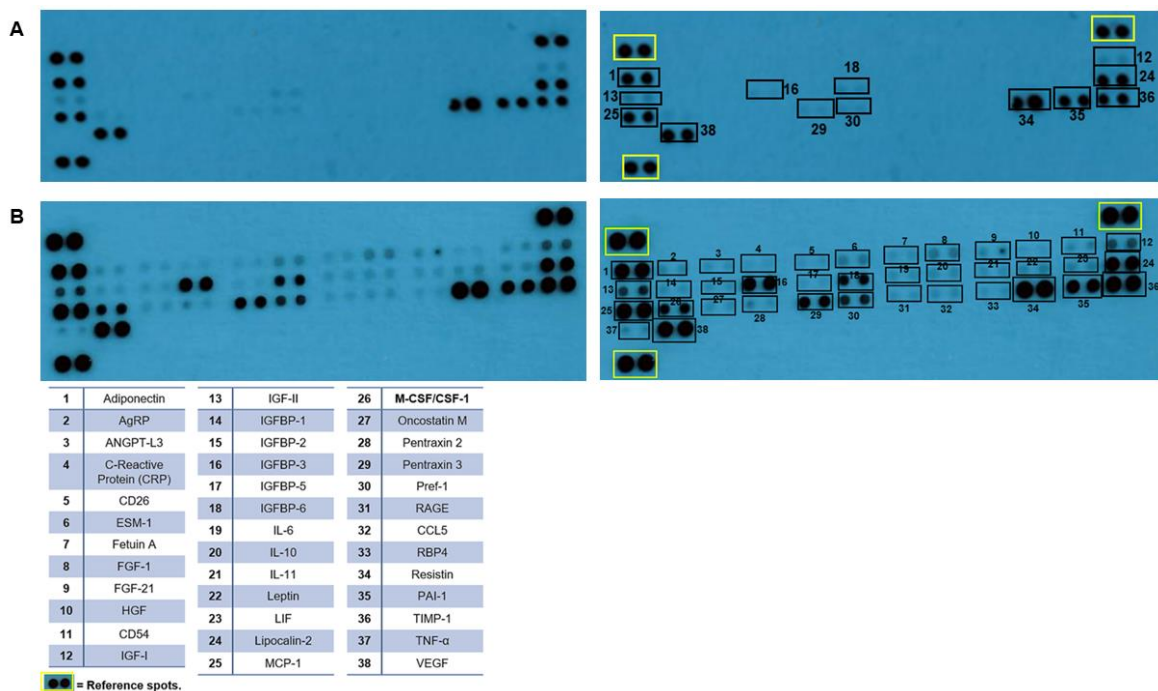 A
1
13
25
38
16
18
29
30
34
35
12
24
36
B
1
2
3
4
5
6
7
8
9
10
11
12
13
14
15
16
17
18
19
20
21
22
23
24
25
26
27
28
29
30
31
32
33
34
35
36
37
38
1 Adiponectin
2 AgRP
3 ANGPT-L3
4 C-Reactive
Protein (CRP)
5 CD26
6 ESM-1
7 Fetuin A
8 FGF-1
9 FGF-21
10 HGF
11 CD54
12 IGF-I
13 IGF-II
14 IGFBP-1
15 IGFBP-2
16 IGFBP-3
17 IGFBP-5
18 IGFBP-6
19 IL-6
20 IL-10
21 IL-11
22 Leptin
23 LIF
24 Lipocalin-2
25 MCP-1
26 M-CSF/CSF-1
27 Oncostatin M
28 Pentraxin 2
29 Pentraxin 3
30 Pref-1
31 RAGE
32 CCL5
33 RBP4
34 Resistin
35 PAI-1
36 TIMP-1
37 TNF-α
38 VEGF
= Reference spots.